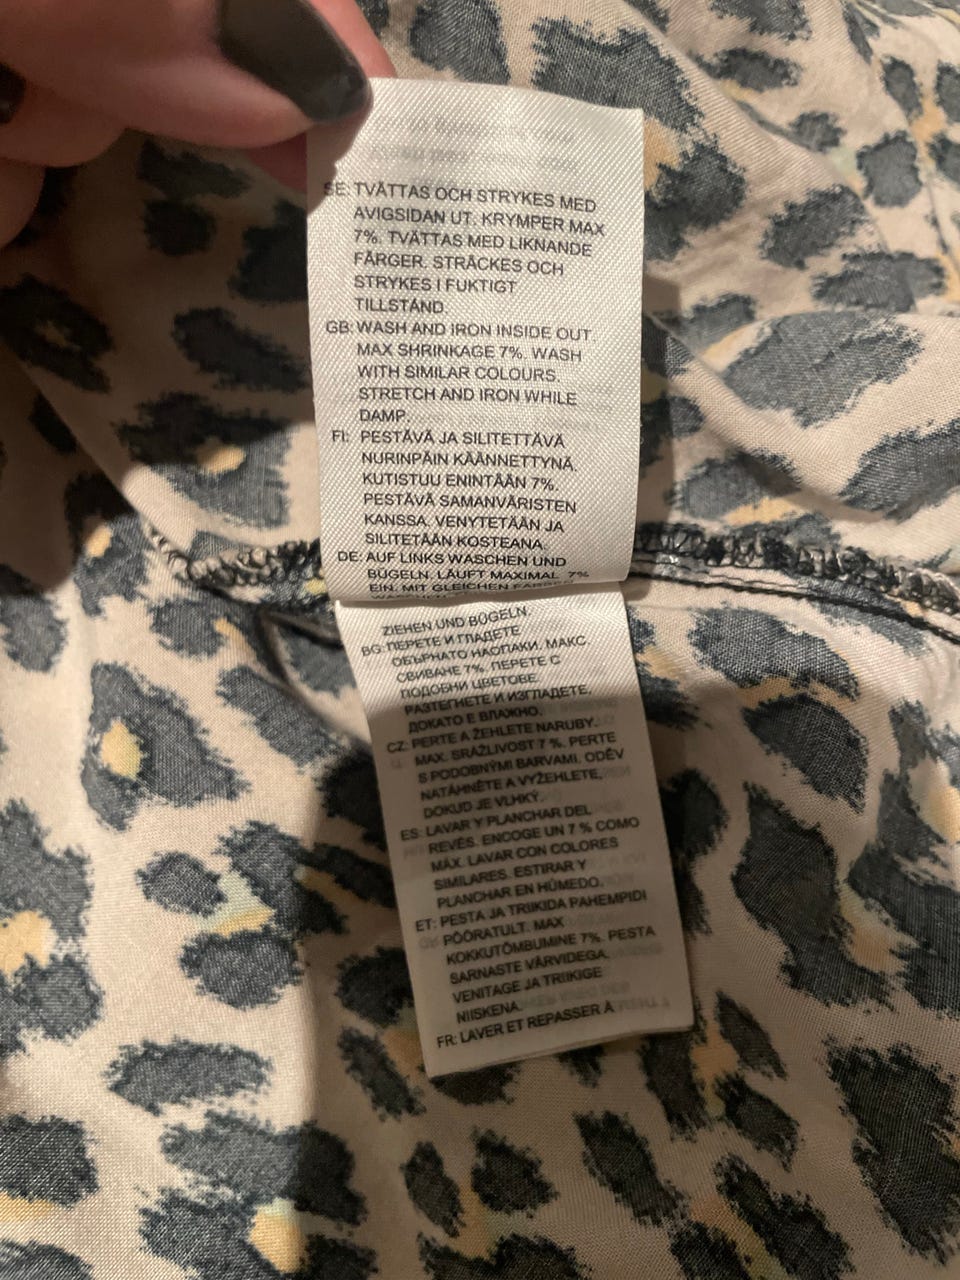 SE: TVÄTTAS OCH STRYKES MED
AVIGSIDAN UT. KRYMPER MAX
7%. TVÄTTAS MED LIKNANDE
FÄRGER. STRÄCKES OCH
STRYKES I FUKTIGT
TILLSTÅND.
GB: WASH AND IRON INSIDE OUT.
MAX SHRINKAGE 7%. WASH
WITH SIMILAR COLOURS.
STRETCH AND IRON WHILE
DAMP.
FI: PESTÄVÄ JA SILITETTÄVÄ
NURINPÄIN KÄÄNNETTYNÄ.
KUTISTUU ENINTÄÄN 7%.
PESTÄVÄ SAMANVÄRISTEN
KANSSA. VENYTETÄÄN JA
SILITETÄÄN KOSTEANA.
DE: AUF LINKS WASCHEN UND
BÜGELN. LÄUFT MAXIMAL 7%
EIN. MIT GLEICHEN FARBEN
ZIEHEN UND BÜGELN.
BG: ПЕРЕТЕ И ГЛАДЕТЕ
ОБЪРНАТО НАОПАКИ. МАКС.
СВИВАНЕ 7%. ПЕРЕТЕ С
ПОДОБНИ ЦВЕТОВЕ.
РАЗТЕГНЕТЕ И ИЗГЛАДЕТЕ,
ДОКАТО Е ВЛАЖНО.
CZ: PERTE A ŽEHLETE NARUBY.
MAX. SRÁŽLIVOST 7 %. PERTE
S PODOBNÝMI BARVAMI. ODĚV
NATÁHNĚTE A VYŽEHLETE,
DOKUD JE VLHKÝ.
ES: LAVAR Y PLANCHAR DEL
REVÉS. ENCOGE UN 7 % COMO
MÁX. LAVAR CON COLORES
SIMILARES. ESTIRAR Y
PLANCHAR EN HÚMEDO.
ET: PESTA JA TRIIKIDA PAHEMPIDI
PÖÖRATULT. MAX
KOKKUTÕMBUMINE 7%. PESTA
SARNASTE VÄRVIDEGA.
VENITAGE JA TRIIKIGE
NIISKENA.
FR: LAVER ET REPASSER À